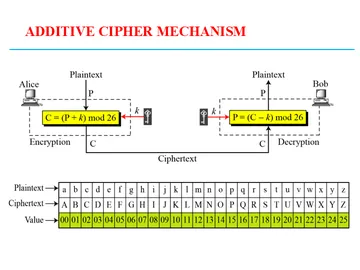 ADDITIVE CIPHER MECHANISM
Plaintext
Plaintext
Alice
Bob
P
P
k
k
C = (P + k) mod 26
P = (C – k) mod 26
Encryption
C
C
Decryption
Ciphertext
Plaintext a b c d e f g h i j k l m n o p q r s t u v w x y z
Ciphertext A B C D E F G H I J K L M N O P Q R S T U V W X Y Z
Value 00 01 02 03 04 05 06 07 08 09 10 11 12 13 14 15 16 17 18 19 20 21 22 23 24 25